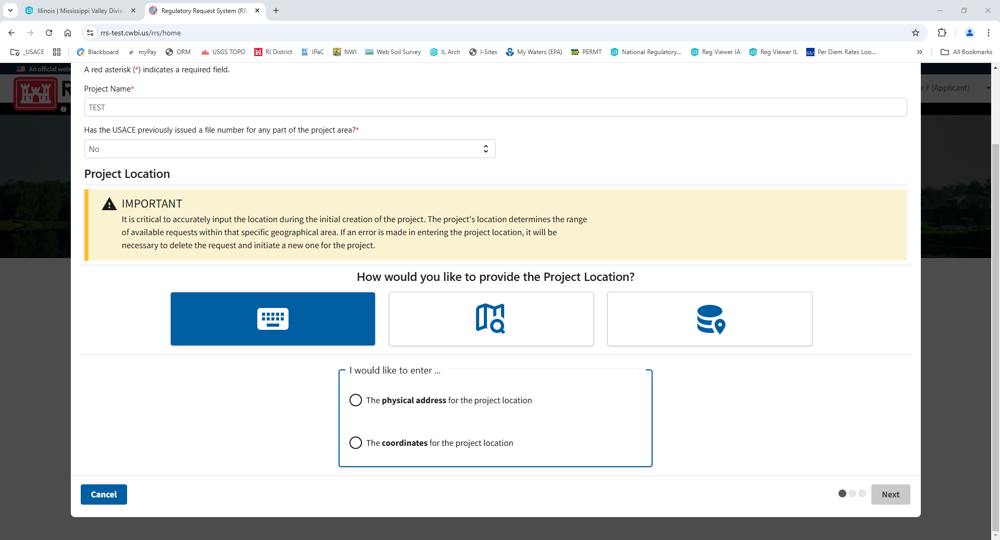 Illinois | Mississippi Valley Divisi
Regulatory Request System (RR
rrs-test.cwbi.us/rrs/home
_USACE
Blackboard
myPay
ORM
USGS TOPO
RI District
IPaC
NWI
Web Soil Survey
IL Arch
I-Sites
My Waters (EPA)
PERMT
National Regulatory...
Reg Viewer IA
Reg Viewer IL
Per Diem Rates Loo...
All Bookmarks
An official webs
e F (Applicant)
A red asterisk (*) indicates a required field.
Project Name*
TEST
Has the USACE previously issued a file number for any part of the project area?*
No
Project Location
IMPORTANT
It is critical to accurately input the location during the initial creation of the project. The project's location determines the range
of available requests within that specific geographical area. If an error is made in entering the project location, it will be
necessary to delete the request and initiate a new one for the project.
How would you like to provide the Project Location?
I would like to enter ...
The physical address for the project location
The coordinates for the project location
Cancel
Next